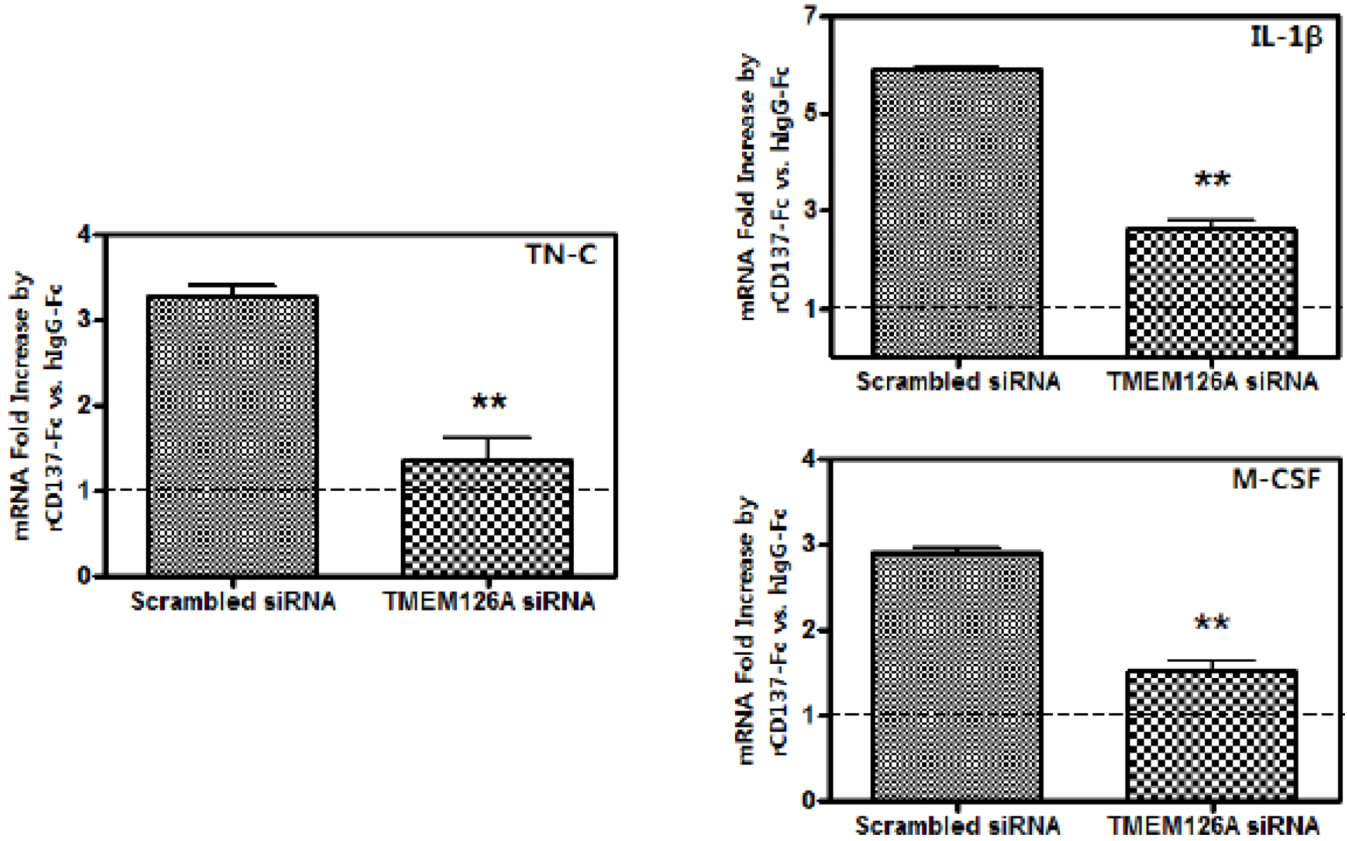 mRNA Fold Increase by
rCD137-Fc vs. hIgG-Fc
4
3
2
1
0
TN-C
**
Scrambled siRNA
TMEM126A siRNA
mRNA Fold Increase by
rCD137-Fc vs. hIgG-Fc
7
5
3
1
IL-1β
**
Scrambled siRNA
TMEM126A siRNA
mRNA Fold Increase by
rCD137-Fc vs. hIgG-Fc
4
3
2
1
0
M-CSF
**
Scrambled siRNA
TMEM126A siRNA